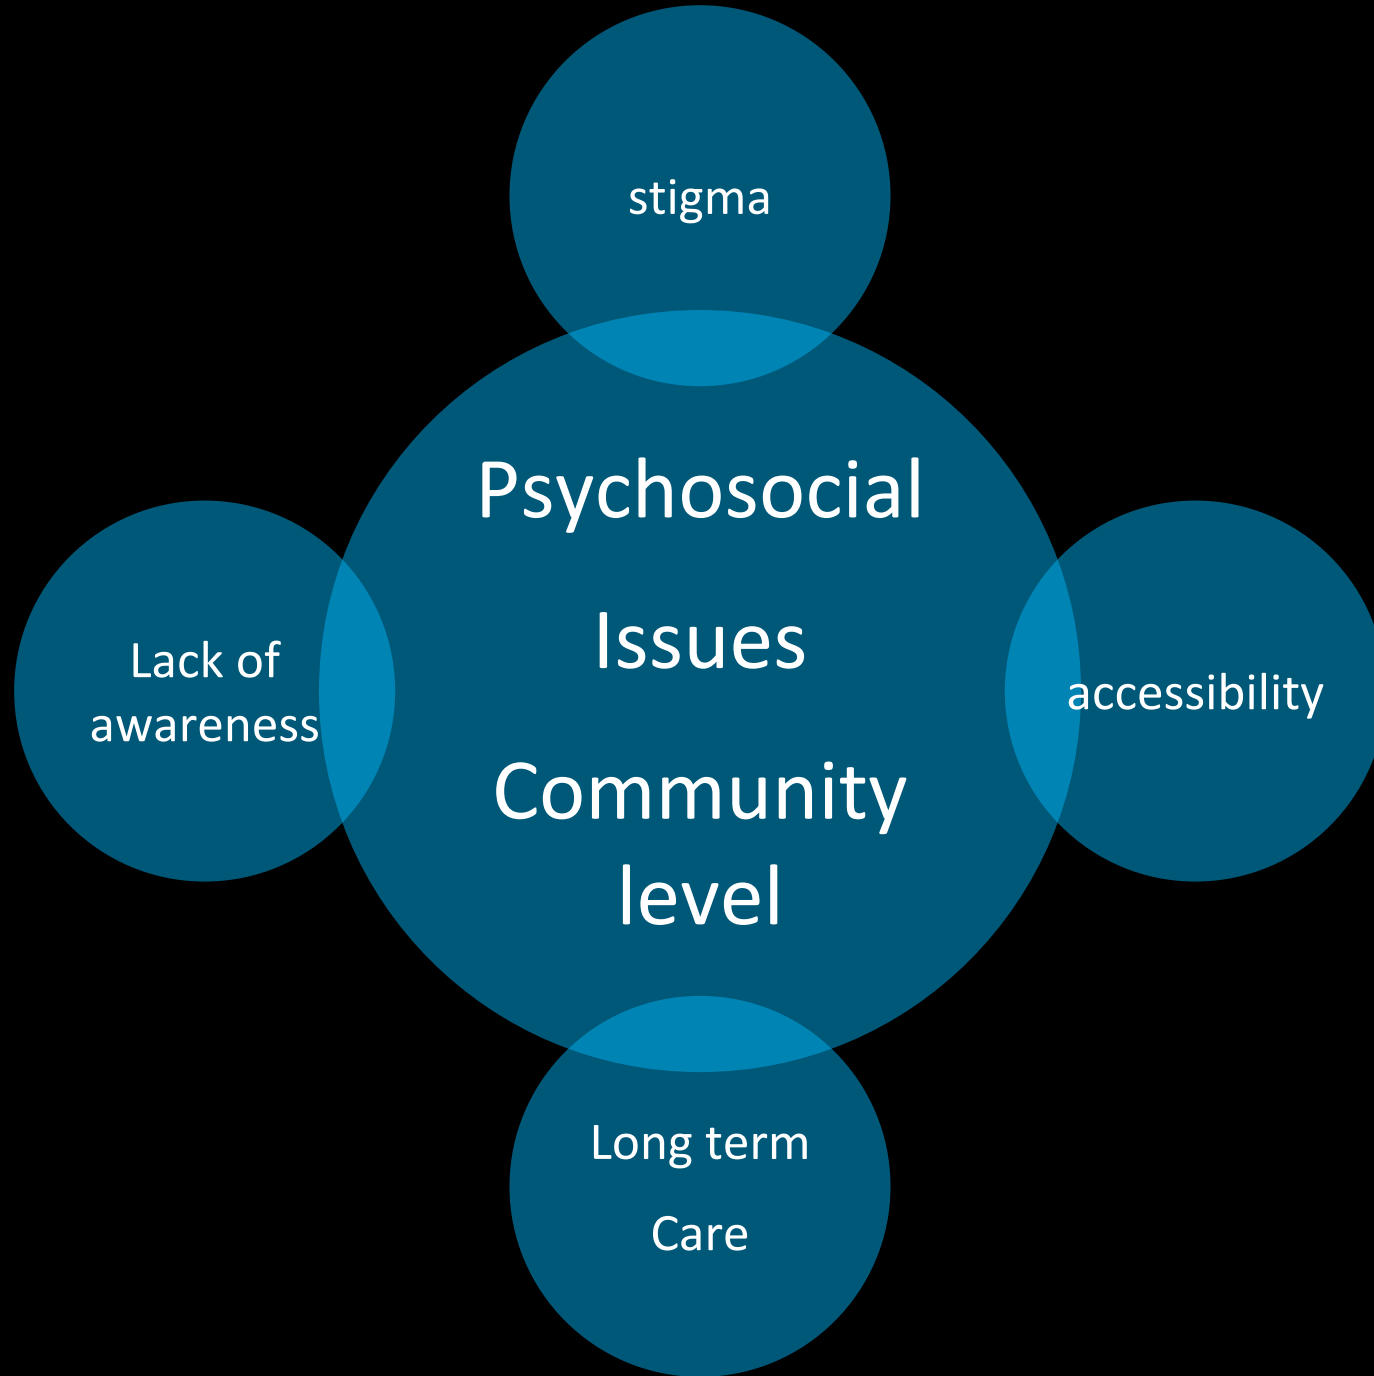 stigma
Psychosocial
Issues
Community
level
Lack of
awareness
accessibility
Long term
Care